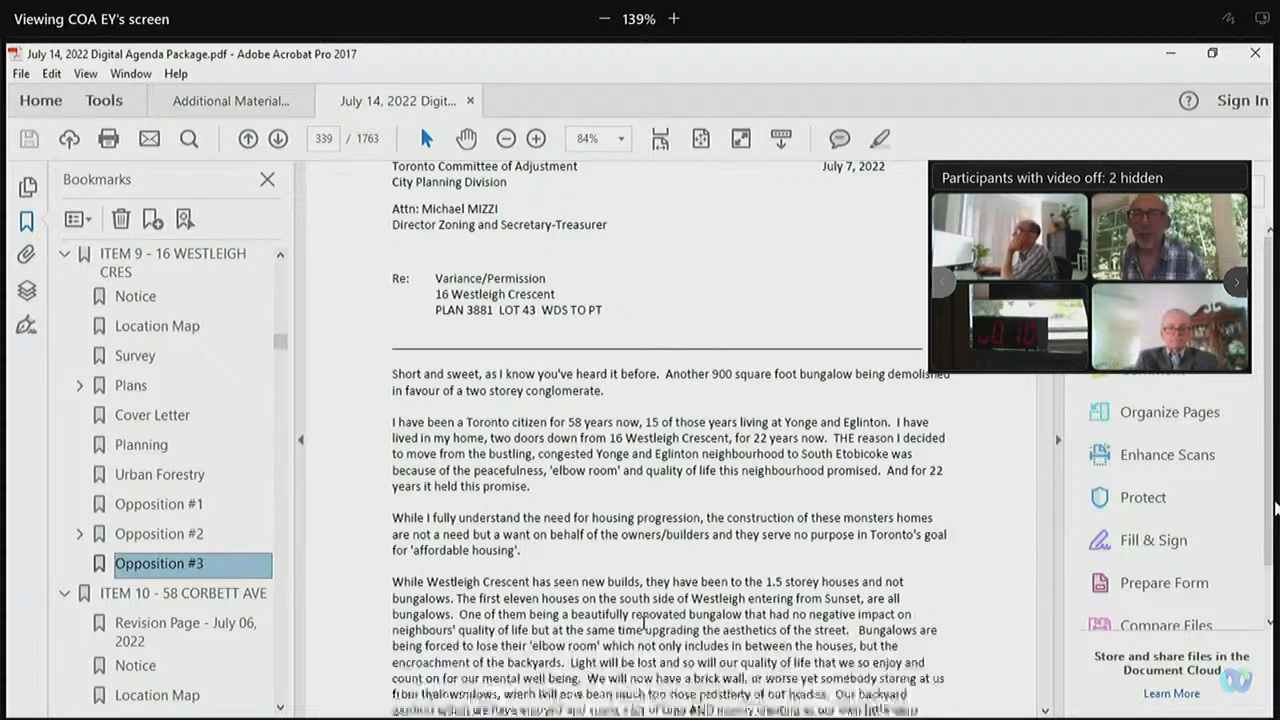 Viewing COA EY's screen
139%
July 14, 2022 Digital Agenda Package.pdf - Adobe Acrobat Pro 2017
File Edit View Window Help
Home Tools Additional Material... July 14, 2022 Digit... Sign In
339 / 1763 84%
Bookmarks
ITEM 9 - 16 WESTLEIGH
CRES
Notice
Location Map
Survey
Plans
Cover Letter
Planning
Urban Forestry
Opposition #1
Opposition #2
Opposition #3
ITEM 10 - 58 CORBETT AVE
Revision Page - July 06,
2022
Notice
Location Map
Toronto Committee of Adjustment July 7, 2022
City Planning Division
Attn: Michael MIZZI
Director Zoning and Secretary-Treasurer
Re: Variance/Permission
16 Westleigh Crescent
PLAN 3881 LOT 43 WDS TO PT
Short and sweet, as I know you've heard it before. Another 900 square foot bungalow being demolished
in favour of a two storey conglomerate.
I have been a Toronto citizen for 58 years now, 15 of those years living at Yonge and Eglinton. I have
lived in my home, two doors down from 16 Westleigh Crescent, for 22 years now. THE reason I decided
to move from the bustling, congested Yonge and Eglinton neighbourhood to South Etobicoke was
because of the peacefulness, 'elbow room' and quality of life this neighbourhood promised. And for 22
years it held this promise.
While I fully understand the need for housing progression, the construction of these monsters homes
are not a need but a want on behalf of the owners/builders and they serve no purpose in Toronto's goal
for 'affordable housing'.
While Westleigh Crescent has seen new builds, they have been to the 1.5 storey houses and not
bungalows. The first eleven houses on the south side of Westleigh entering from Sunset, are all
bungalows. One of them being a beautifully renovated bungalow that had no negative impact on
neighbours' quality of life but at the same time upgrading the aesthetics of the street. Bungalows are
being forced to lose their 'elbow room' which not only includes in between the houses, but the
encroachment of the backyards. Light will be lost and so will our quality of life that we so enjoy and
count on for our mental well being. We will now have a brick wall, or worse yet somebody staring at us
Our backyard
Participants with video off: 2 hidden
Organize Pages
Enhance Scans
Protect
Fill & Sign
Prepare Form
Compare Files
Store and share files in the
Document Cloud
Learn More